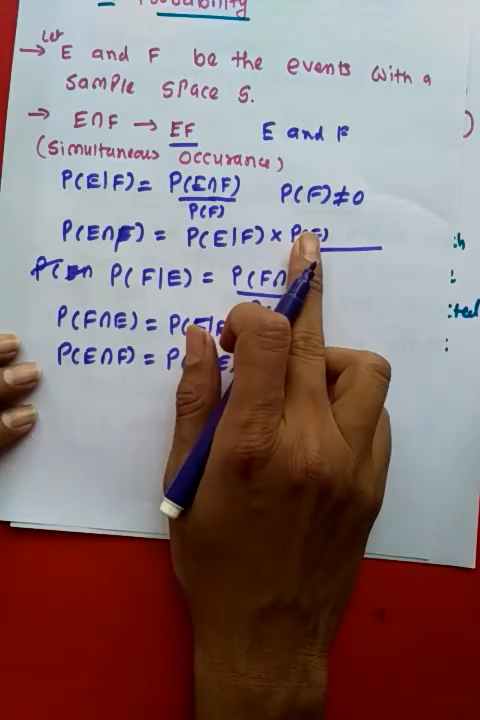 Probability
→ Let E and F be the events with a
sample space S.
→ E∩F → EF E and F
(Simultaneous Occurance)
P(E|F) = P(E∩F) / P(F) P(F) ≠ 0
P(E∩F) = P(E|F) × P(F)
P(F|E) = P(F∩
P(F∩E) = 
P(E∩F) =